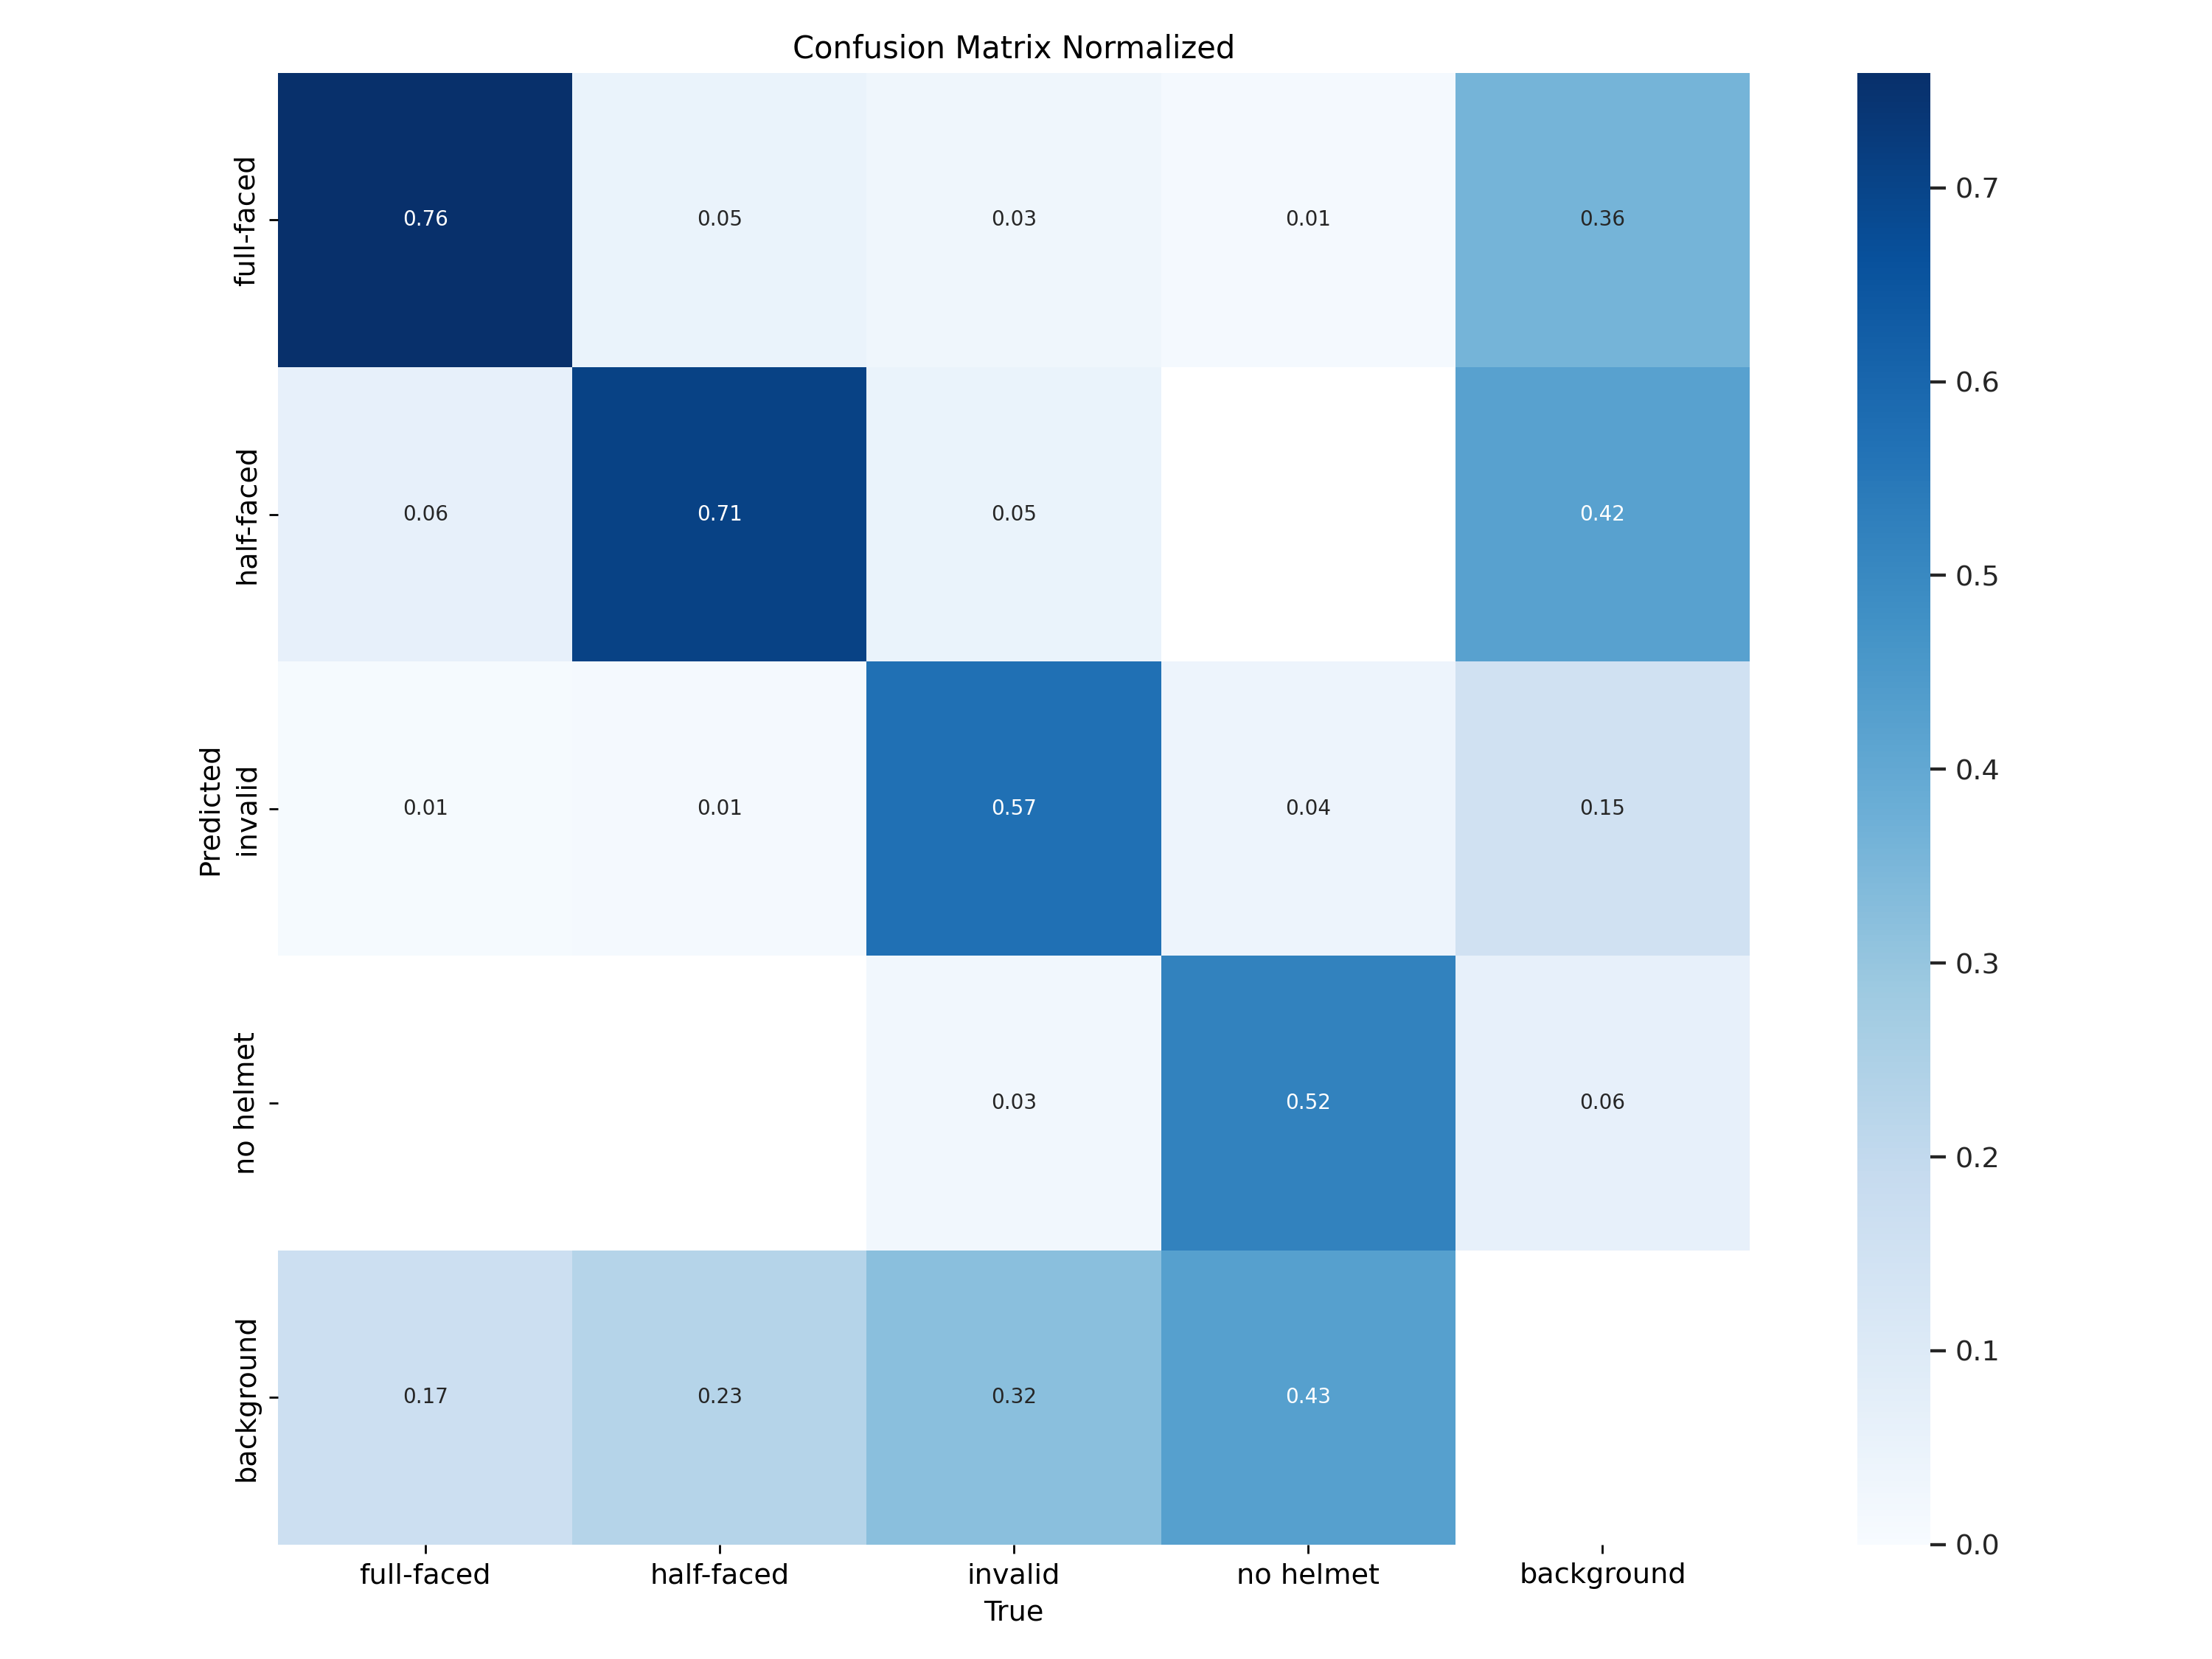 Confusion Matrix Normalized
full-faced 0.76 0.05 0.03 0.01 0.36
half-faced 0.06 0.71 0.05 0.42
invalid 0.01 0.01 0.57 0.04 0.15
no helmet 0.03 0.52 0.06
background 0.17 0.23 0.32 0.43
Predicted
full-faced half-faced invalid no helmet background
True
0.7
0.6
0.5
0.4
0.3
0.2
0.1
0.0